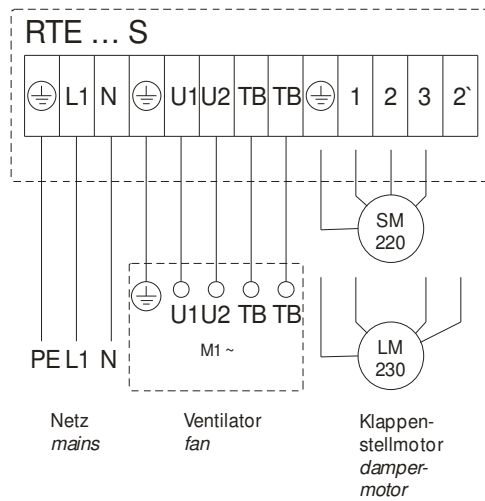 RTE ... S
L1 N U1 U2 TB TB 1 2 3 2`
SM
220
U1 U2 TB TB
M1 ~
PE L1 N
LM
230
Netz
mains
Ventilator
fan
Klappen-
stellmotor
damper-
motor